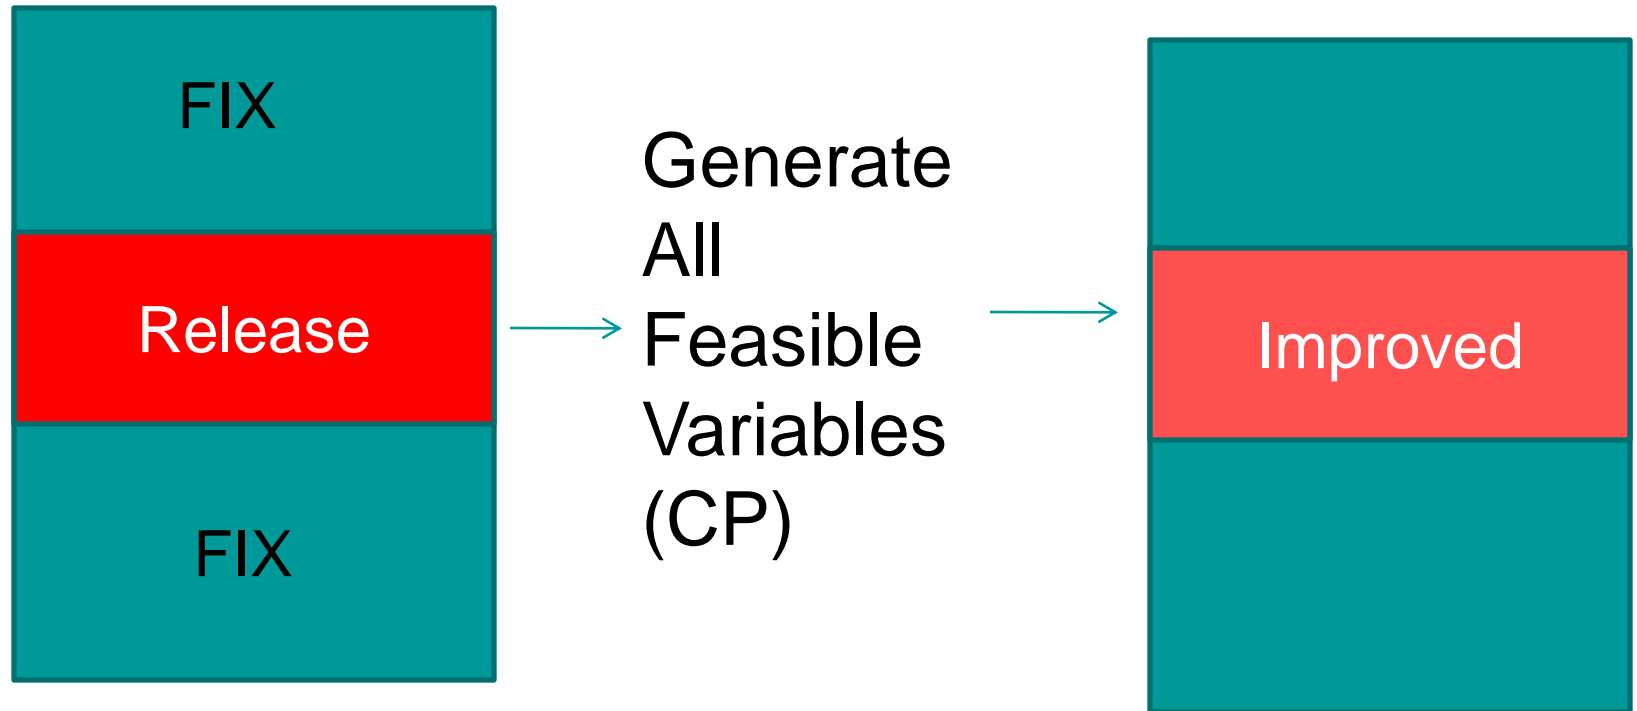 FIX
Release
FIX
Generate
All
Feasible
Variables
(CP)
Improved